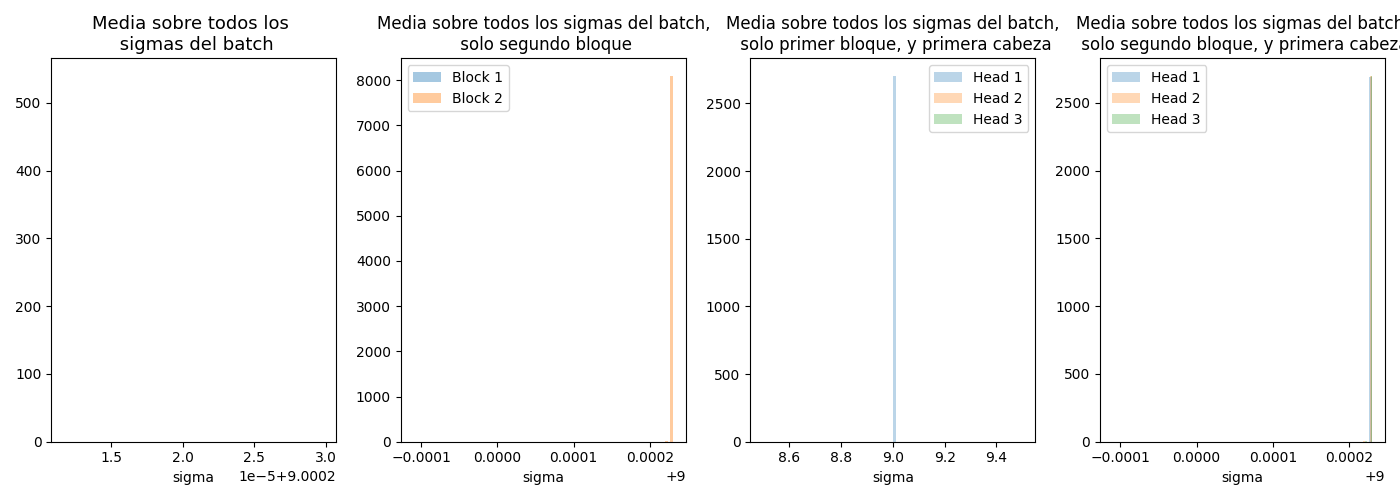 Media sobre todos los
sigmas del batch
500
400
300
200
100
0
1.5 2.0 2.5 3.0
sigma
1e−5+9.0002
Media sobre todos los sigmas del batch,
solo segundo bloque
Block 1
Block 2
8000
7000
6000
5000
4000
3000
2000
1000
0
−0.0001 0.0000 0.0001 0.0002
sigma
+9
Media sobre todos los sigmas del batch,
solo primer bloque, y primera cabeza
Head 1
Head 2
Head 3
2500
2000
1500
1000
500
0
8.6 8.8 9.0 9.2 9.4
sigma
Media sobre todos los sigmas del batch
solo segundo bloque, y primera cabeza
Head 1
Head 2
Head 3
2500
2000
1500
1000
500
0
−0.0001 0.0000 0.0001 0.0002
sigma
+9